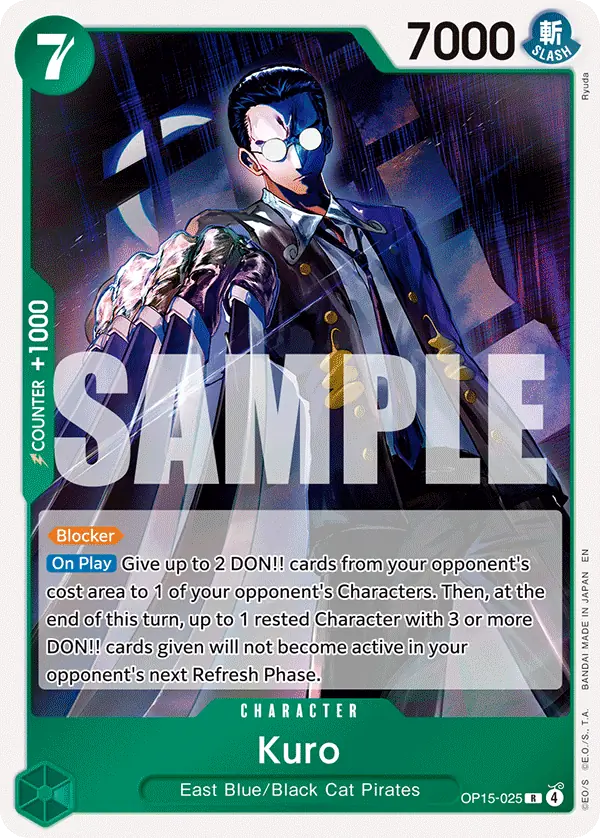 7
7000
斬
SLASH
Ryuda
COUNTER +1000
SAMPLE
Blocker
On Play Give up to 2 DON!! cards from your opponent's
cost area to 1 of your opponent's Characters. Then, at the
end of this turn, up to 1 rested Character with 3 or more
DON!! cards given will not become active in your
opponent's next Refresh Phase.
CHARACTER
Kuro
East Blue/Black Cat Pirates
OP15-025 R 4
©E.O/S ©E.O./S., T.A. BANDAI MADE IN JAPAN EN